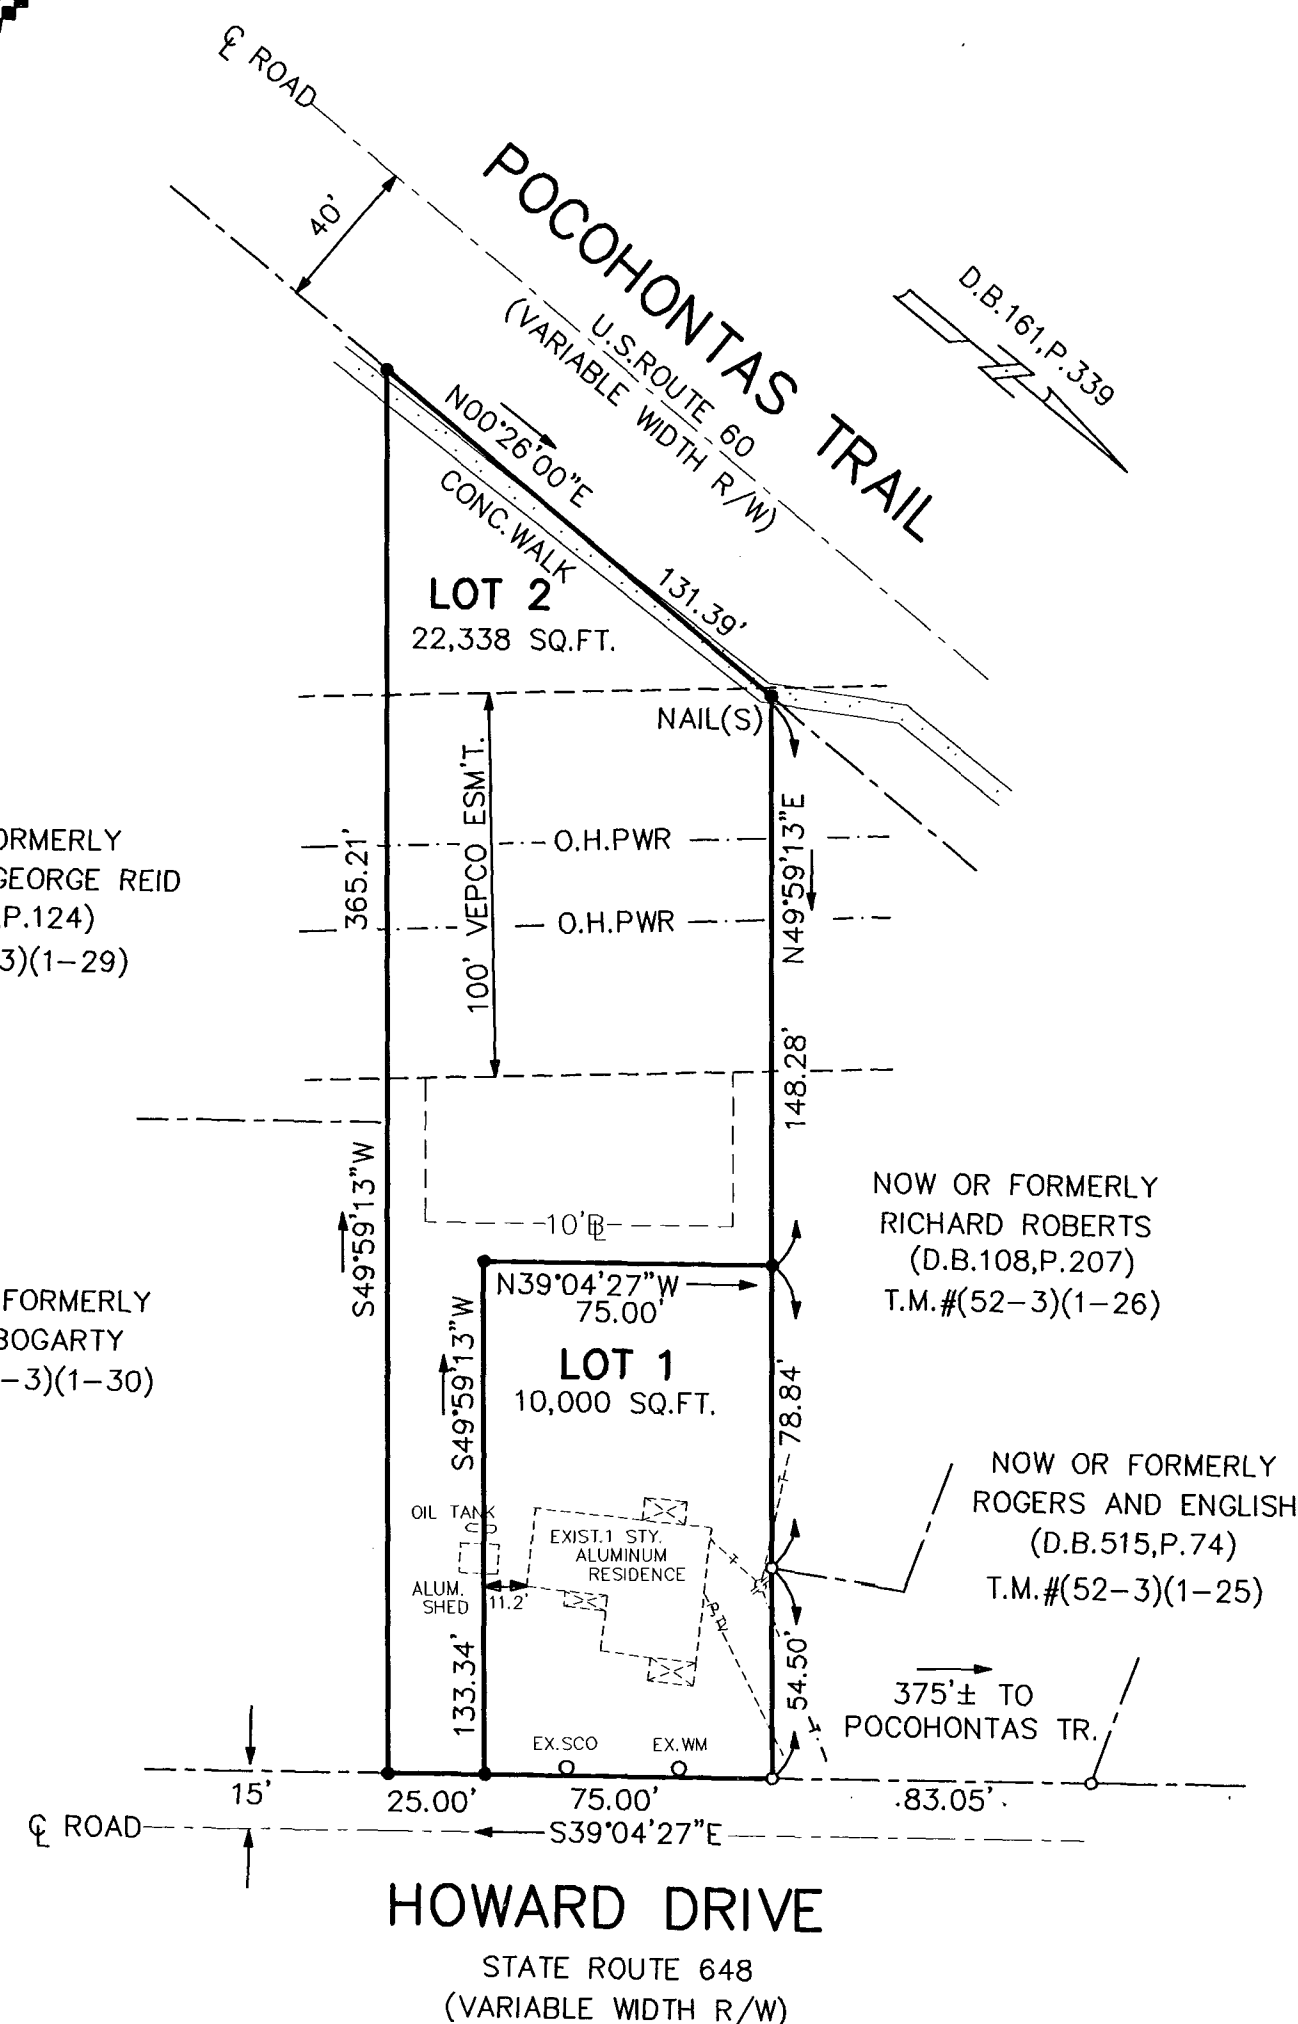 ℄ ROAD
40'
POCOHONTAS TRAIL
U.S.ROUTE 60
(VARIABLE WIDTH R/W)
D.B.161,P.339
N00°26'00"E
131.39'
CONC.WALK
LOT 2
22,338 SQ.FT.
NAIL(S)
100' VEPCO ESM'T.
O.H.PWR
O.H.PWR
365.21'
S49°59'13"W
N49°59'13"E
148.28'
ORMERLY
GEORGE REID
P.124)
3)(1-29)
10' BL
NOW OR FORMERLY
RICHARD ROBERTS
(D.B.108,P.207)
T.M.#(52-3)(1-26)
FORMERLY
BOGARTY
-3)(1-30)
N39°04'27"W
75.00'
S49°59'13"W
133.34'
LOT 1
10,000 SQ.FT.
78.84'
NOW OR FORMERLY
ROGERS AND ENGLISH
(D.B.515,P.74)
T.M.#(52-3)(1-25)
OIL TANK
EXIST.1 STY.
ALUMINUM
RESIDENCE
ALUM.
SHED
11.2'
54.50'
375'± TO
POCOHONTAS TR.
EX.SCO
EX.WM
15'
25.00'
75.00'
83.05'
℄ ROAD
S39°04'27"E
HOWARD DRIVE
STATE ROUTE 648
(VARIABLE WIDTH R/W)